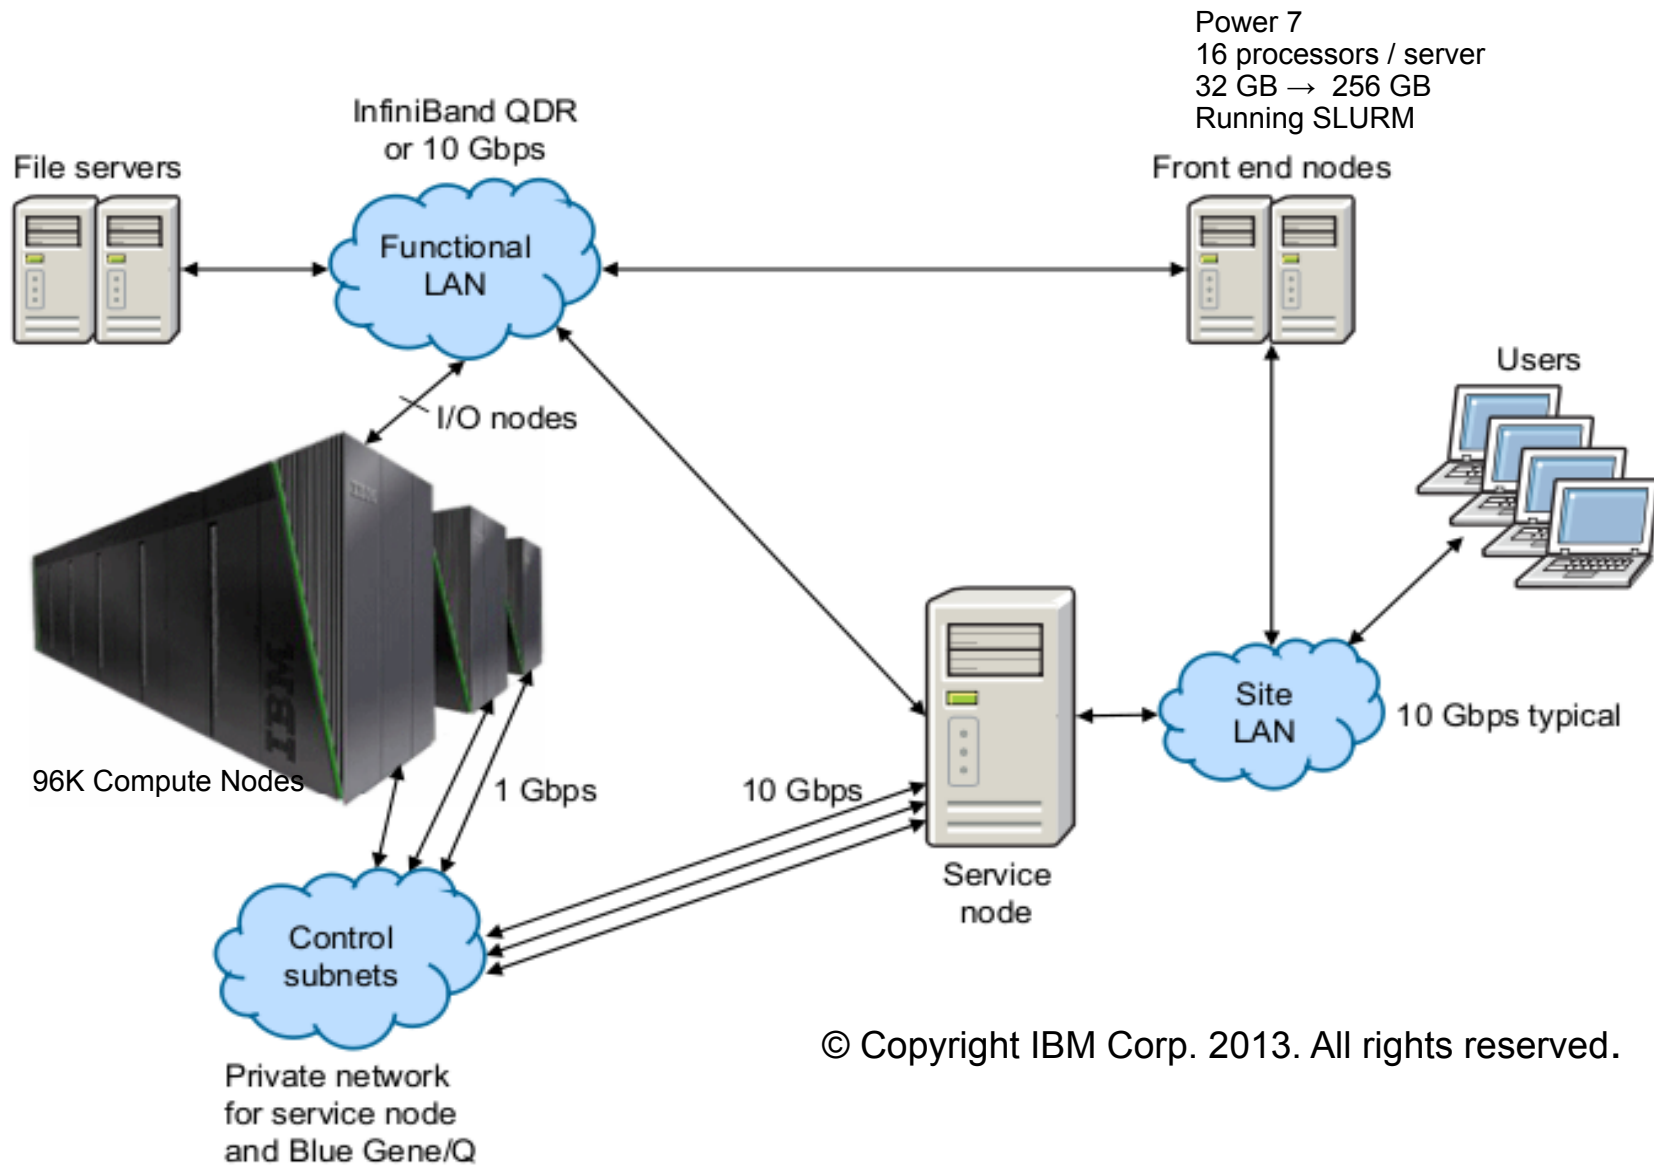 Power 7
16 processors / server
32 GB → 256 GB
Running SLURM
InfiniBand QDR
or 10 Gbps
File servers
Front end nodes
Functional
LAN
Users
I/O nodes
IBM
IBM
Site
LAN
10 Gbps typical
96K Compute Nodes
1 Gbps
10 Gbps
Service
node
Control
subnets
© Copyright IBM Corp. 2013. All rights reserved.
Private network
for service node
and Blue Gene/Q